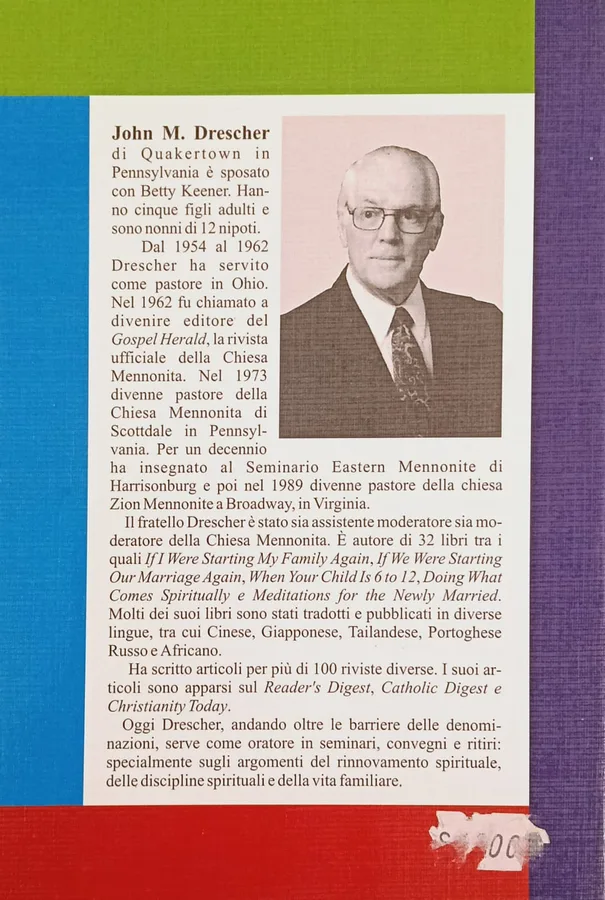 John M. Drescher
di Quakertown in
Pennsylvania è sposato
con Betty Keener. Han-
no cinque figli adulti e
sono nonni di 12 nipoti.
Dal 1954 al 1962
Drescher ha servito
come pastore in Ohio.
Nel 1962 fu chiamato a
divenire editore del
Gospel Herald, la rivista
ufficiale della Chiesa
Mennonita. Nel 1973
divenne pastore della
Chiesa Mennonita di
Scottdale in Pennsyl-
vania. Per un decennio
ha insegnato al Seminario Eastern Mennonite di
Harrisonburg e poi nel 1989 divenne pastore della chiesa
Zion Mennonite a Broadway, in Virginia.
Il fratello Drescher è stato sia assistente moderatore sia mo-
deratore della Chiesa Mennonita. È autore di 32 libri tra i
quali If I Were Starting My Family Again, If We Were Starting
Our Marriage Again, When Your Child Is 6 to 12, Doing What
Comes Spiritually e Meditations for the Newly Married.
Molti dei suoi libri sono stati tradotti e pubblicati in diverse
lingue, tra cui Cinese, Giapponese, Tailandese, Portoghese
Russo e Africano.
Ha scritto articoli per più di 100 riviste diverse. I suoi ar-
ticoli sono apparsi sul Reader's Digest, Catholic Digest e
Christianity Today.
Oggi Drescher, andando oltre le barriere delle denomi-
nazioni, serve come oratore in seminari, convegni e ritiri:
specialmente sugli argomenti del rinnovamento spirituale,
delle discipline spirituali e della vita familiare.